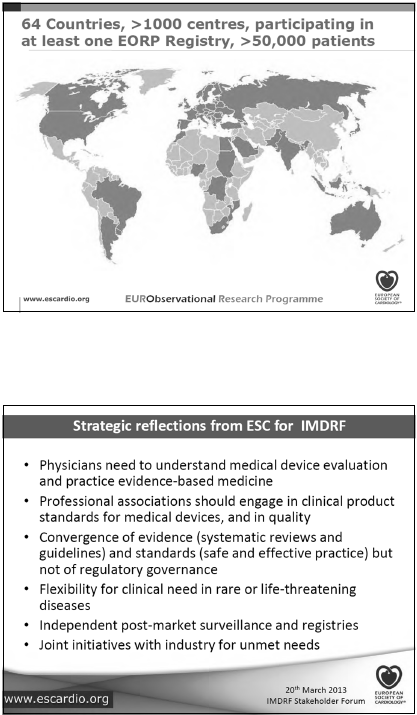 64 Countries, >1000 centres, participating in
at least one EORP Registry, >50,000 patients
www.escardio.org
EURObservational Research Programme
EUROPEAN
SOCIETY OF
CARDIOLOGY
Strategic reflections from ESC for IMDRF
• Physicians need to understand medical device evaluation
and practice evidence-based medicine
• Professional associations should engage in clinical product
standards for medical devices, and in quality
• Convergence of evidence (systematic reviews and
guidelines) and standards (safe and effective practice) but
not of regulatory governance
• Flexibility for clinical need in rare or life-threatening
diseases
• Independent post-market surveillance and registries
• Joint initiatives with industry for unmet needs
www.escardio.org
20th March 2013
IMDRF Stakeholder Forum
EUROPEAN
SOCIETY OF
CARDIOLOGY